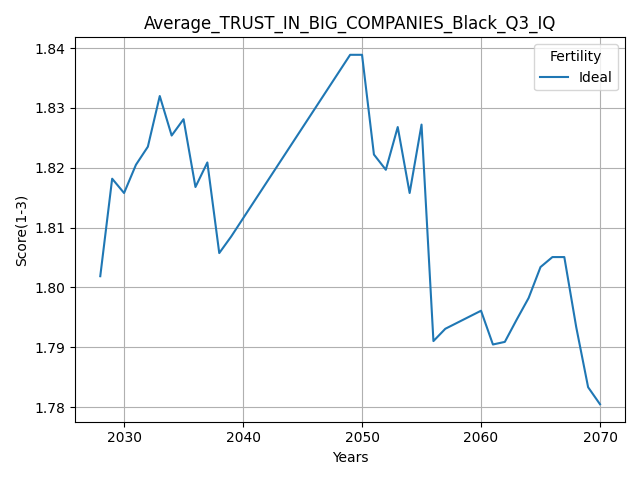 Average_TRUST_IN_BIG_COMPANIES_Black_Q3_IQ
Fertility
Ideal
Score(1-3)
1.84
1.83
1.82
1.81
1.80
1.79
1.78
2030 2040 2050 2060 2070
Years